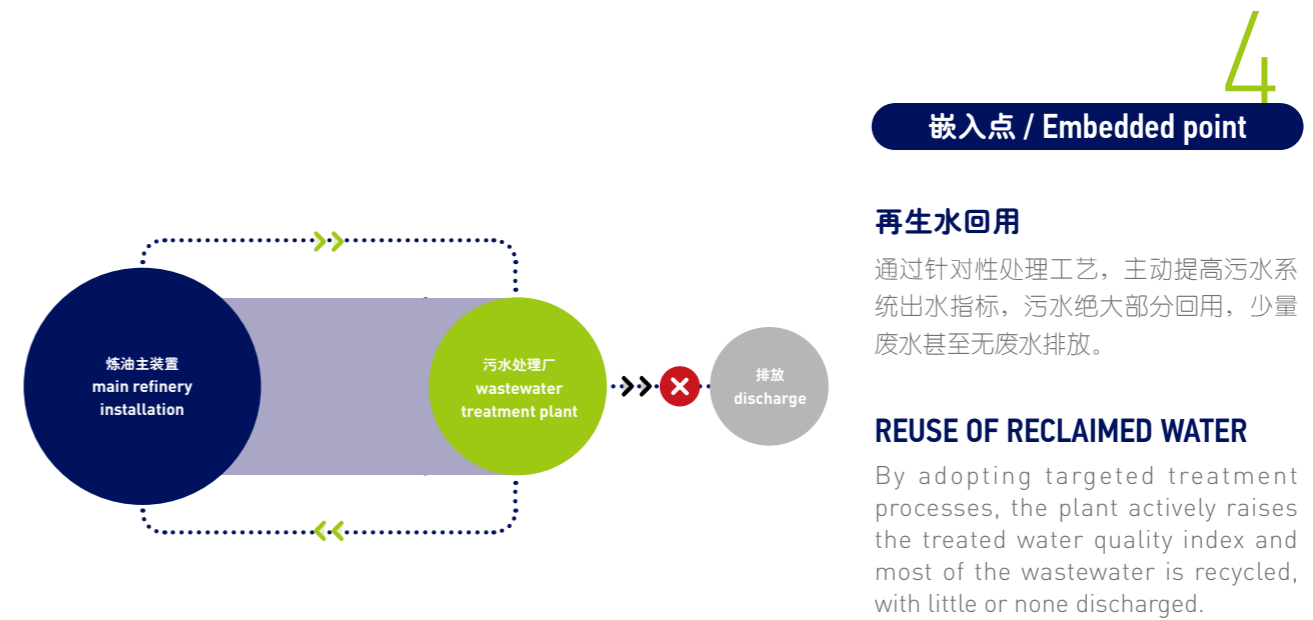 4
嵌入点 / Embedded point
再生水回用
通过针对性处理工艺，主动提高污水系
统出水指标，污水绝大部分回用，少量
废水甚至无废水排放。
REUSE OF RECLAIMED WATER
By adopting targeted treatment
processes, the plant actively raises
the treated water quality index and
most of the wastewater is recycled,
with little or none discharged.
炼油主装置
main refinery
installation
污水处理厂
wastewater
treatment plant
排放
discharge